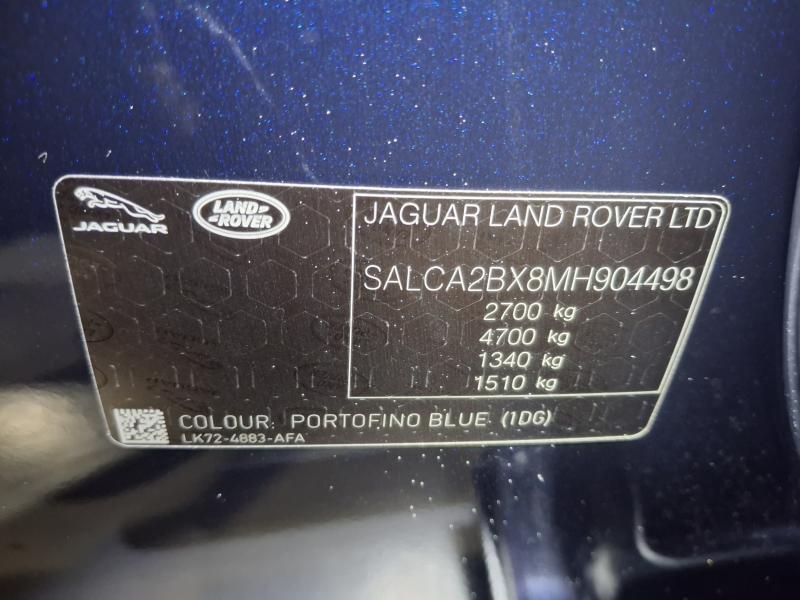 JAGUAR
LAND
ROVER
JAGUAR LAND ROVER LTD
SALCA2BX8MH904498
2700 kg
4700 kg
1340 kg
1510 kg
COLOUR: PORTOFINO BLUE (1DG)
LK72-4883-AFA